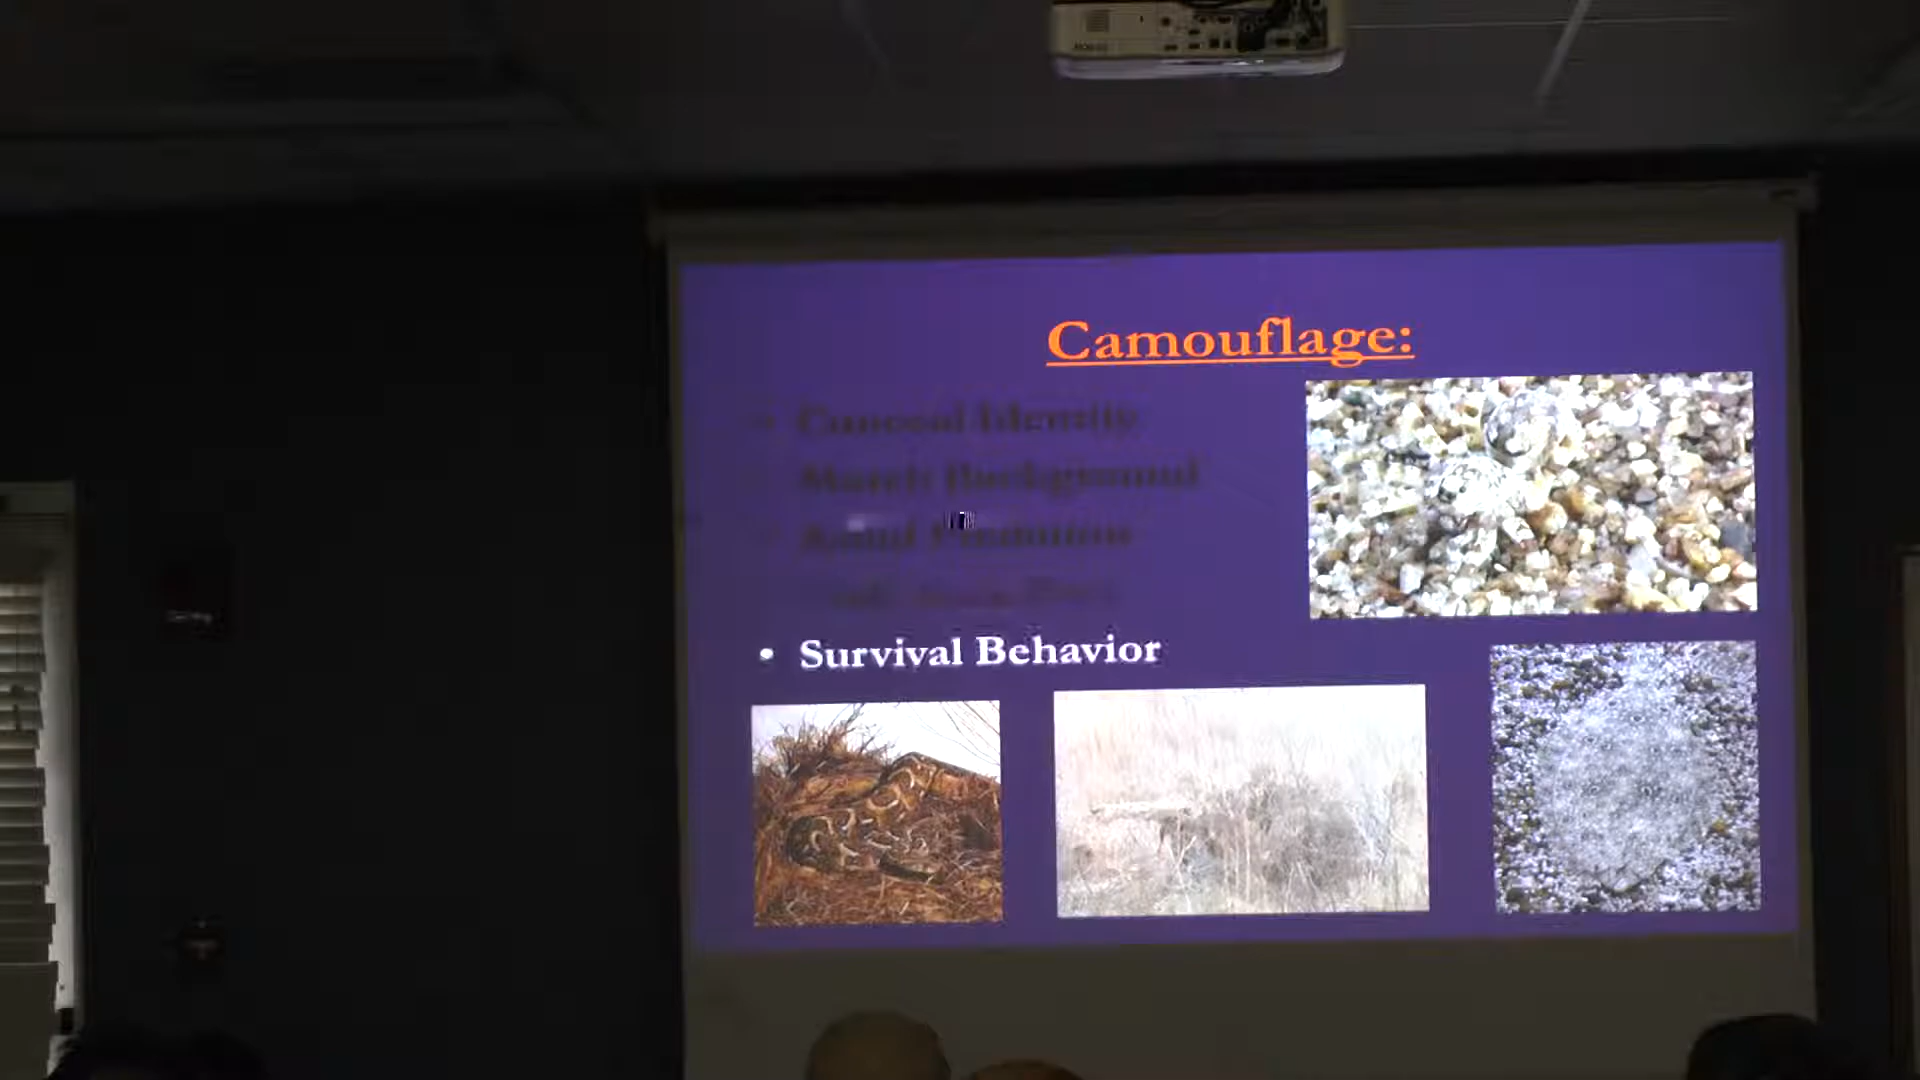 Camouflage:
• Conceal Identity
• Match Background
• Avoid Predation
• Survival Behavior